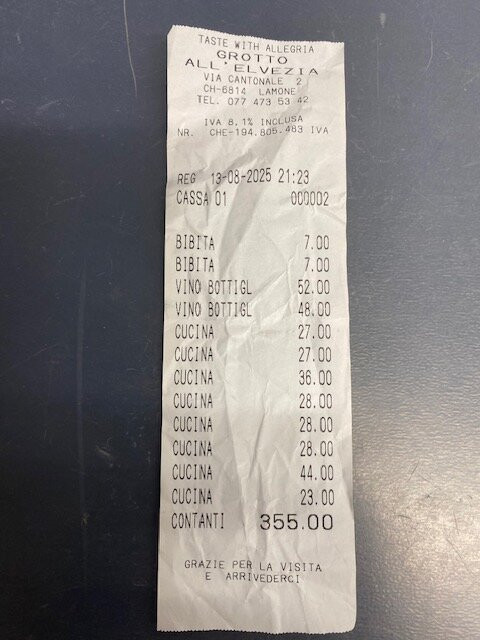 TASTE WITH ALLEGRIA
GROTTO
ALL'ELVEZIA
VIA CANTONALE 2
CH-6814 LAMONE
TEL. 077 473 53 42
IVA 8,1% INCLUSA
NR. CHE-194.805.483 IVA
REG 13-08-2025 21:23
CASSA 01 000002
BIBITA 7.00
BIBITA 7.00
VINO BOTTIGL 52.00
VINO BOTTIGL 48.00
CUCINA 27.00
CUCINA 27.00
CUCINA 36.00
CUCINA 28.00
CUCINA 28.00
CUCINA 28.00
CUCINA 44.00
CUCINA 23.00
CONTANTI 355.00
GRAZIE PER LA VISITA
E ARRIVEDERCI